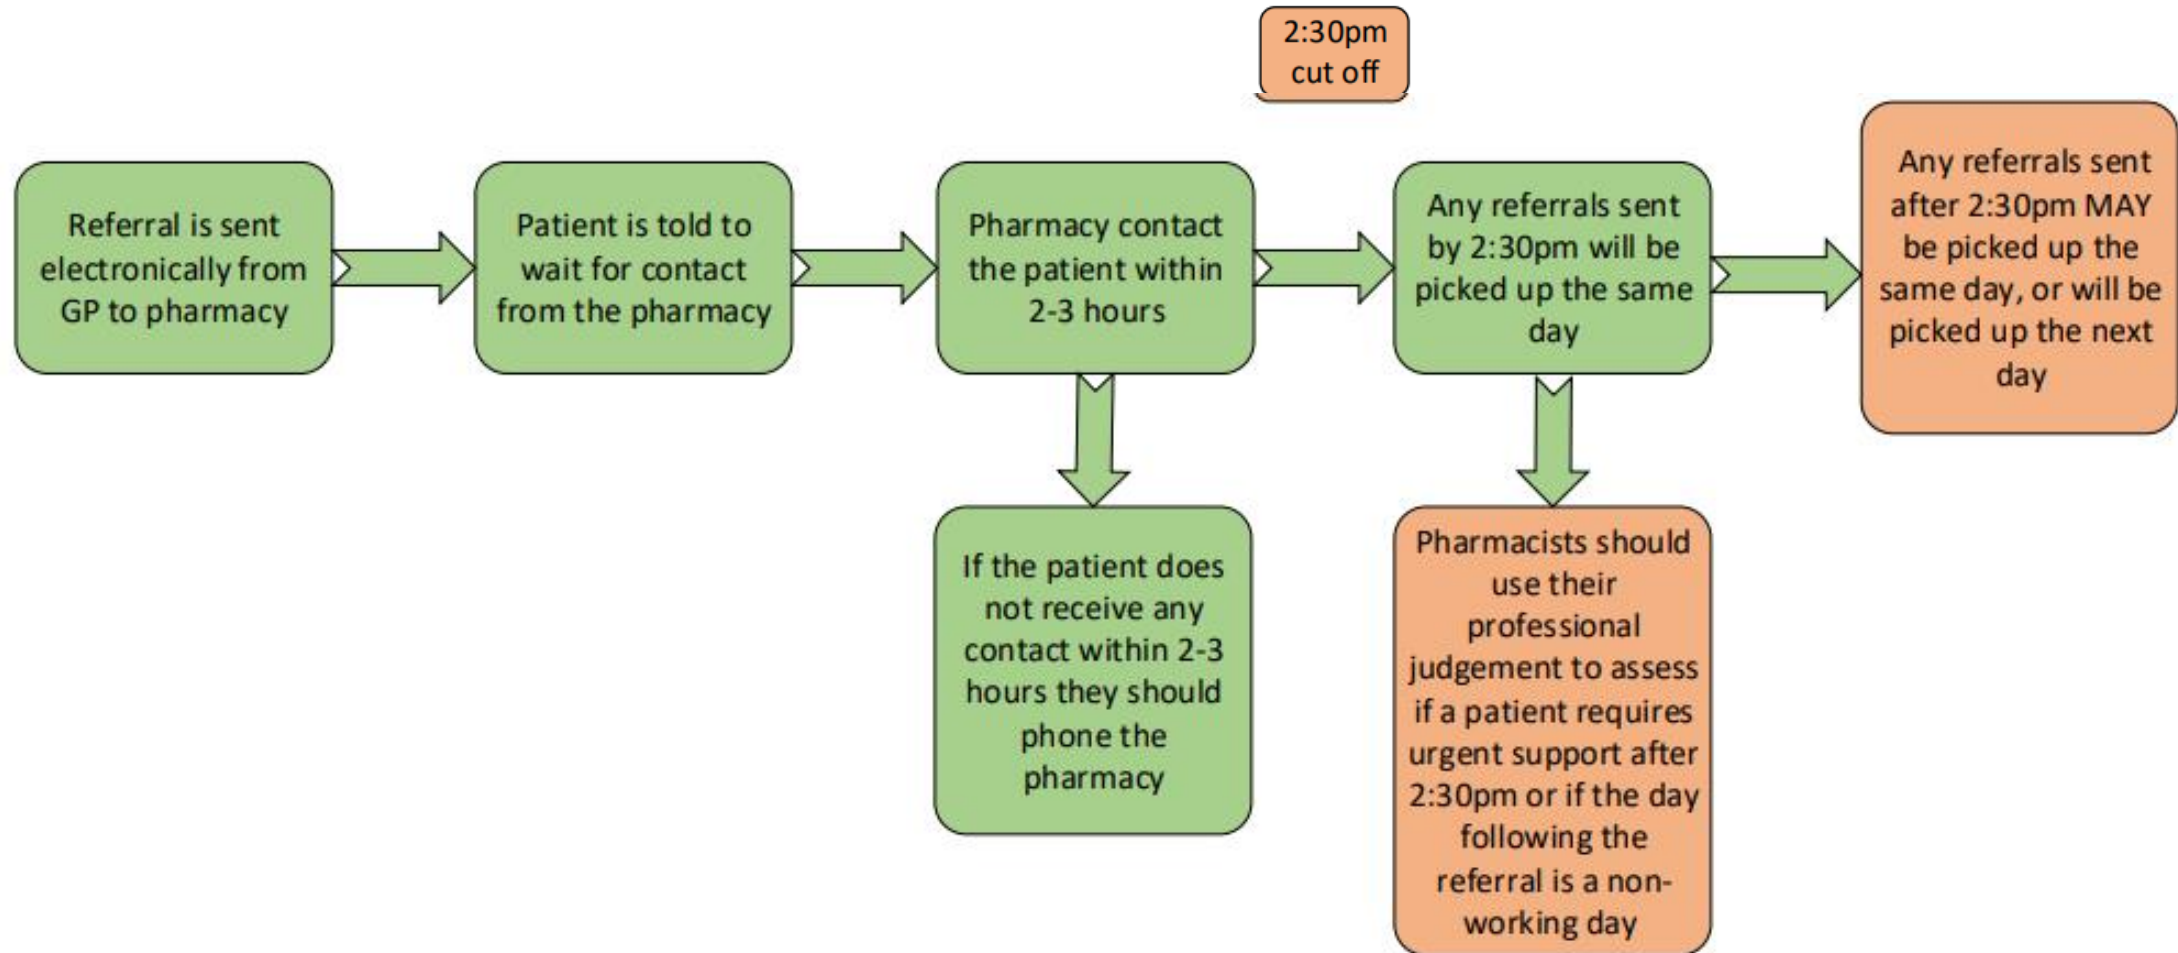 2:30pm
cut off
Referral is sent
electronically from
GP to pharmacy
Patient is told to
wait for contact
from the pharmacy
Pharmacy contact
the patient within
2-3 hours
Any referrals sent
by 2:30pm will be
picked up the same
day
Any referrals sent
after 2:30pm MAY
be picked up the
same day, or will be
picked up the next
day
If the patient does
not receive any
contact within 2-3
hours they should
phone the
pharmacy
Pharmacists should
use their
professional
judgement to assess
if a patient requires
urgent support after
2:30pm or if the day
following the
referral is a non-
working day